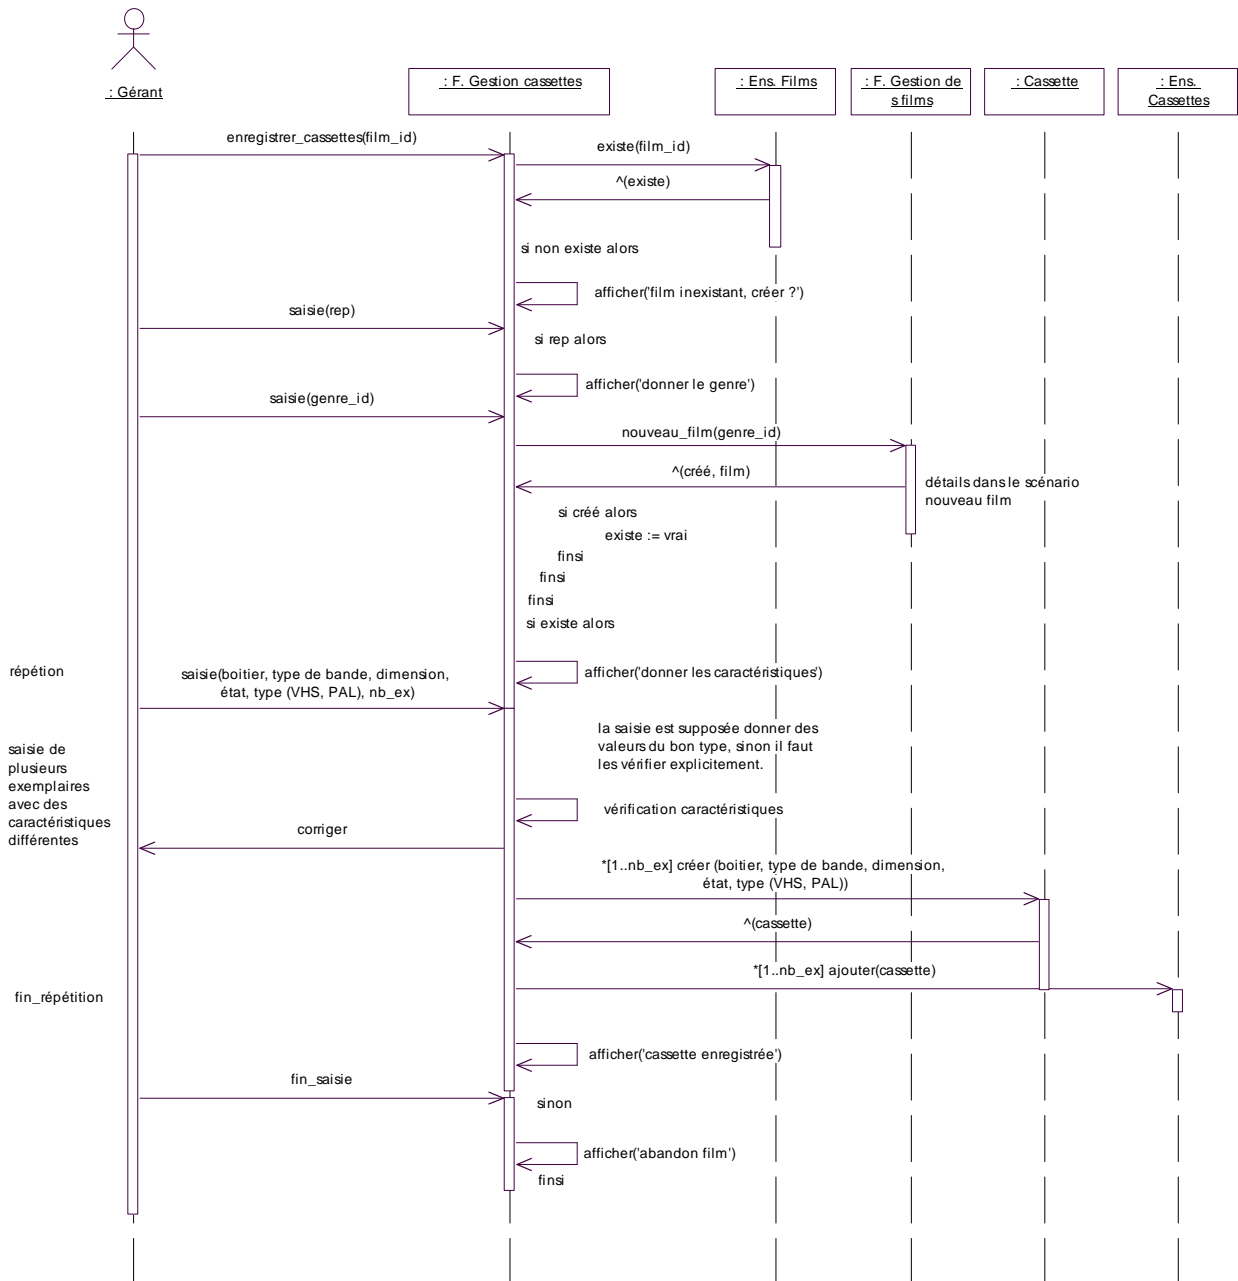 : Gérant
: F. Gestion cassettes
: Ens. Films
: F. Gestion de
s films
: Cassette
: Ens.
Cassettes
enregistrer_cassettes(film_id)
existe(film_id)
^(existe)
si non existe alors
afficher('film inexistant, créer ?')
saisie(rep)
si rep alors
afficher('donner le genre')
saisie(genre_id)
nouveau_film(genre_id)
^(créé, film)
détails dans le scénario
nouveau film
si créé alors
existe := vrai
finsi
finsi
finsi
si existe alors
répétion
saisie(boitier, type de bande, dimension,
état, type (VHS, PAL), nb_ex)
afficher('donner les caractéristiques')
la saisie est supposée donner des
valeurs du bon type, sinon il faut
les vérifier explicitement.
saisie de
plusieurs
exemplaires
avec des
caractéristiques
différentes
vérification caractéristiques
corriger
*[1..nb_ex] créer (boitier, type de bande, dimension,
état, type (VHS, PAL))
^(cassette)
*[1..nb_ex] ajouter(cassette)
fin_répétition
afficher('cassette enregistrée')
fin_saisie
sinon
afficher('abandon film')
finsi